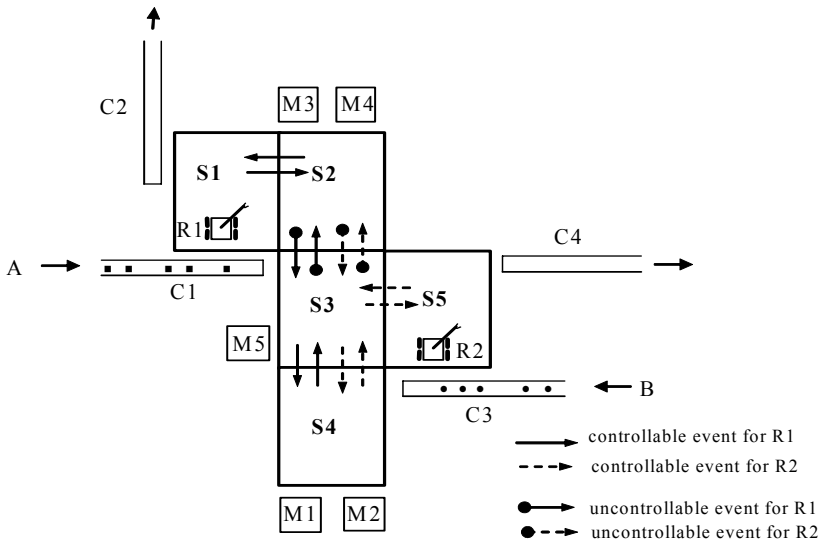 M3 M4
C2
S1 S2
R1
A
C1
C4
S3 S5
M5
R2
C3
B
S4
M1 M2
controllable event for R1
controllable event for R2
uncontrollable event for R1
uncontrollable event for R2